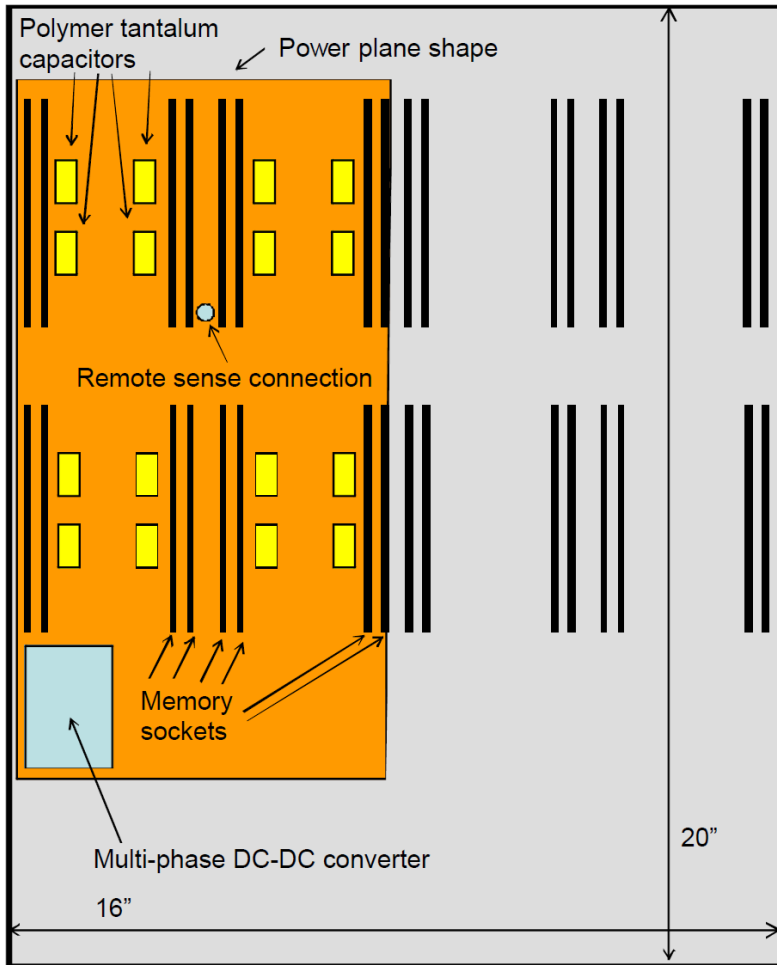 Polymer tantalum
capacitors
Power plane shape
Remote sense connection
Memory
sockets
Multi-phase DC-DC converter
20”
16”